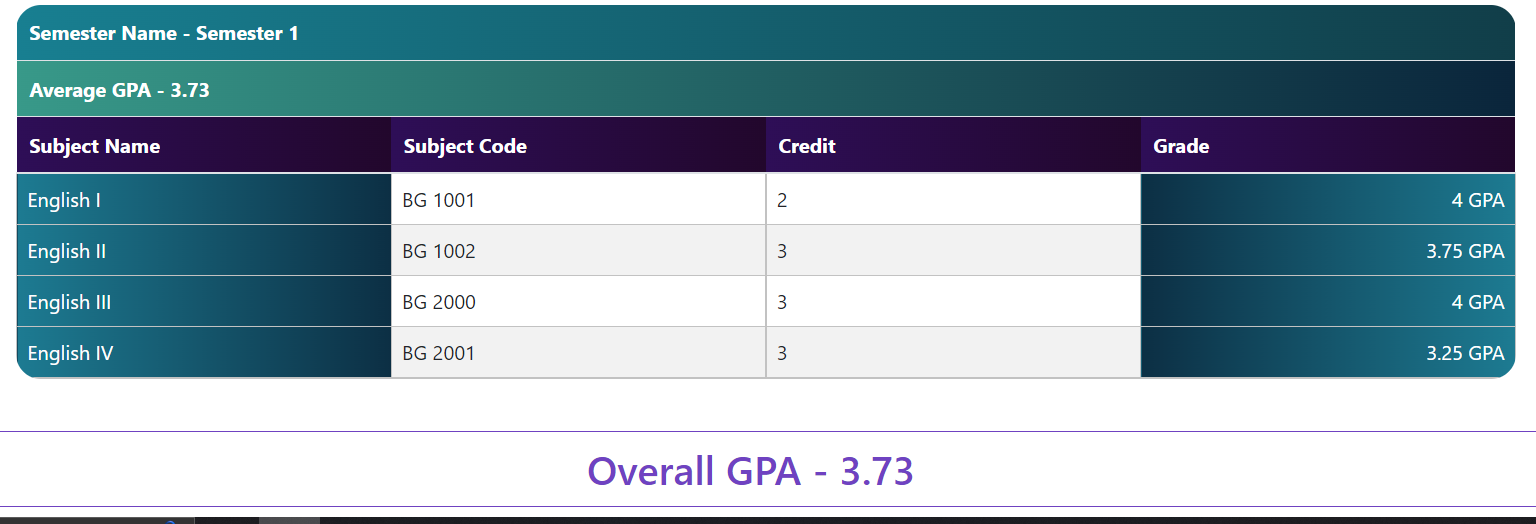 Semester Name - Semester 1
Average GPA - 3.73
Subject Name Subject Code Credit Grade
English I BG 1001 2 4 GPA
English II BG 1002 3 3.75 GPA
English III BG 2000 3 4 GPA
English IV BG 2001 3 3.25 GPA
Overall GPA - 3.73